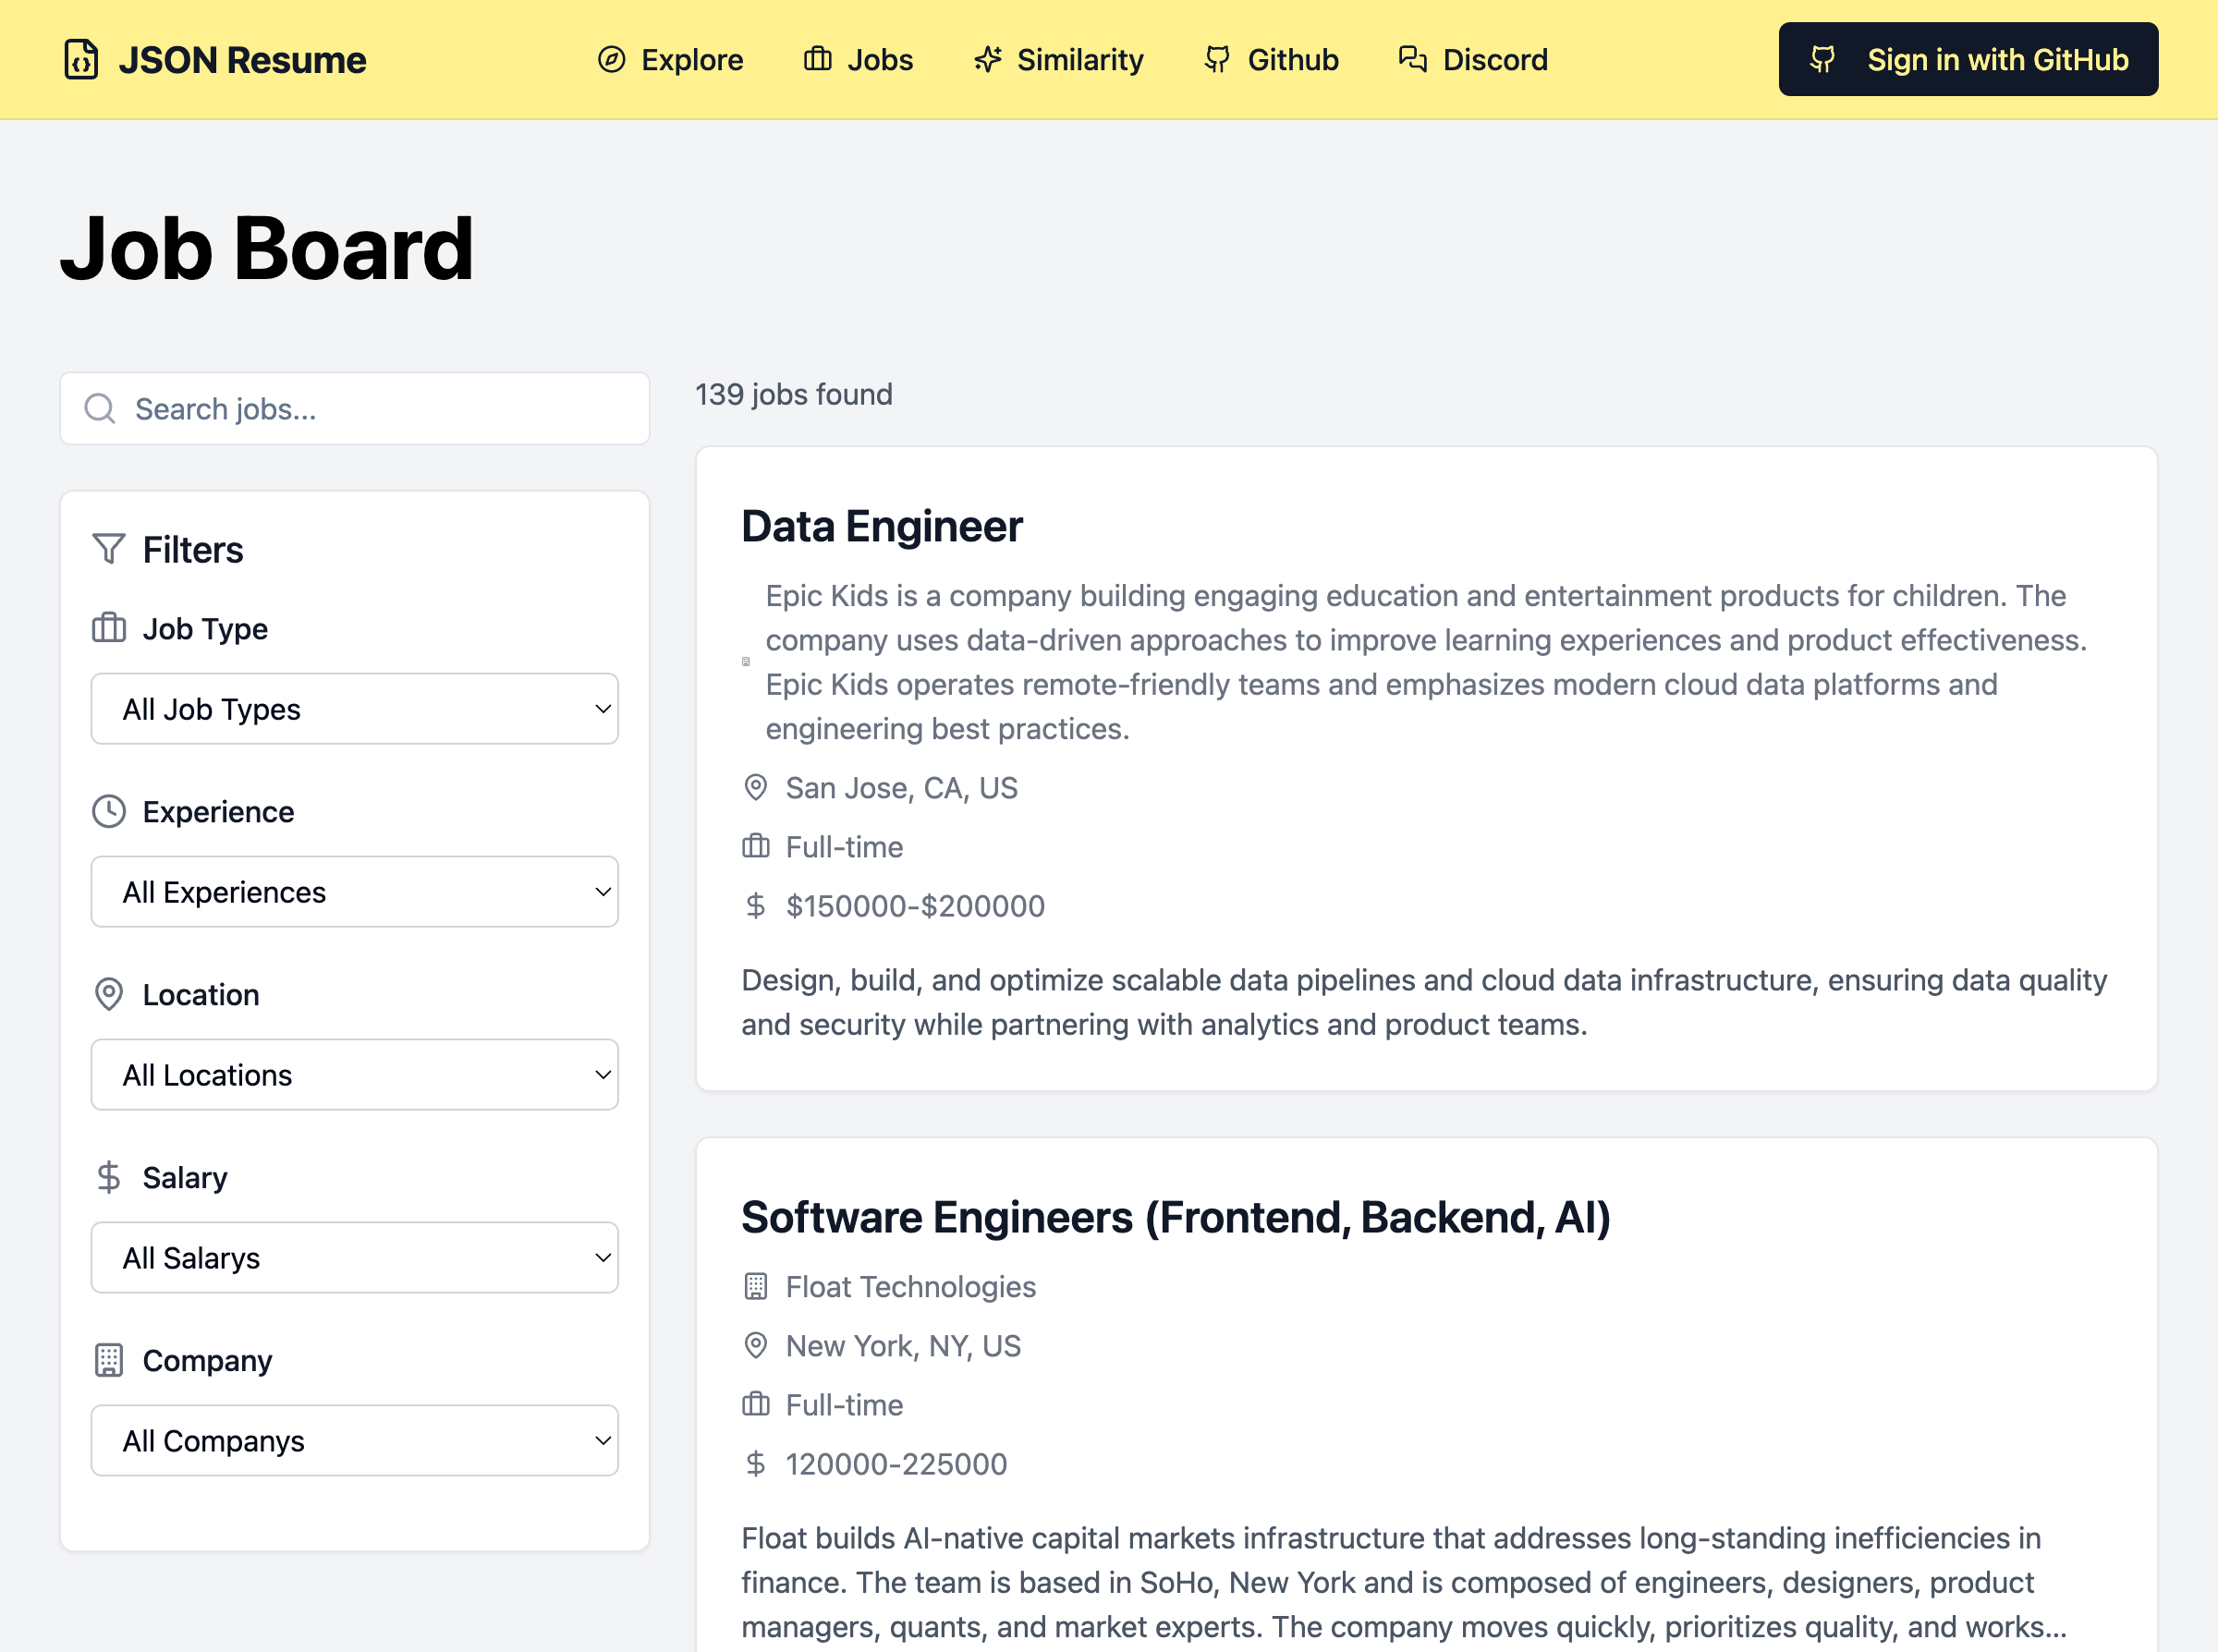 JSON Resume
Explore
Jobs
Similarity
Github
Discord
Sign in with GitHub
Job Board
Search jobs...
Filters
Job Type
All Job Types
Experience
All Experiences
Location
All Locations
Salary
All Salarys
Company
All Companys
139 jobs found
Data Engineer
Epic Kids is a company building engaging education and entertainment products for children. The
company uses data-driven approaches to improve learning experiences and product effectiveness.
Epic Kids operates remote-friendly teams and emphasizes modern cloud data platforms and
engineering best practices.
San Jose, CA, US
Full-time
$ $150000-$200000
Design, build, and optimize scalable data pipelines and cloud data infrastructure, ensuring data quality
and security while partnering with analytics and product teams.
Software Engineers (Frontend, Backend, AI)
Float Technologies
New York, NY, US
Full-time
$ 120000-225000
Float builds AI-native capital markets infrastructure that addresses long-standing inefficiencies in
finance. The team is based in SoHo, New York and is composed of engineers, designers, product
managers, quants, and market experts. The company moves quickly, prioritizes quality, and works...